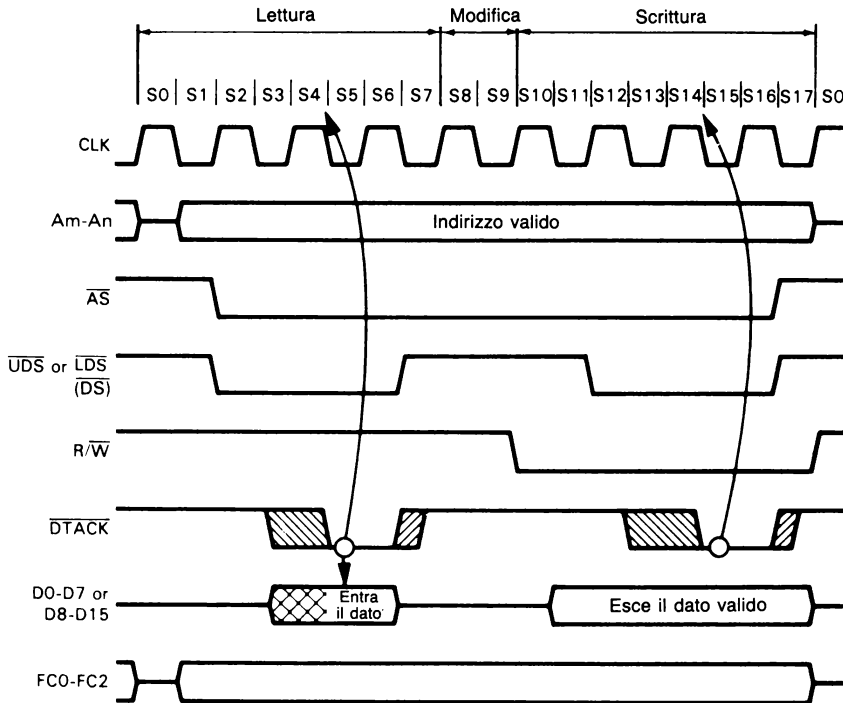 Lettura Modifica Scrittura
S0 S1 S2 S3 S4 S5 S6 S7 S8 S9 S10 S11 S12 S13 S14 S15 S16 S17 S0
CLK
Am-An
Indirizzo valido
AS
UDS or LDS
(DS)
R/W
DTACK
D0-D7 or
D8-D15
Entra
il dato
Esce il dato valido
FC0-FC2